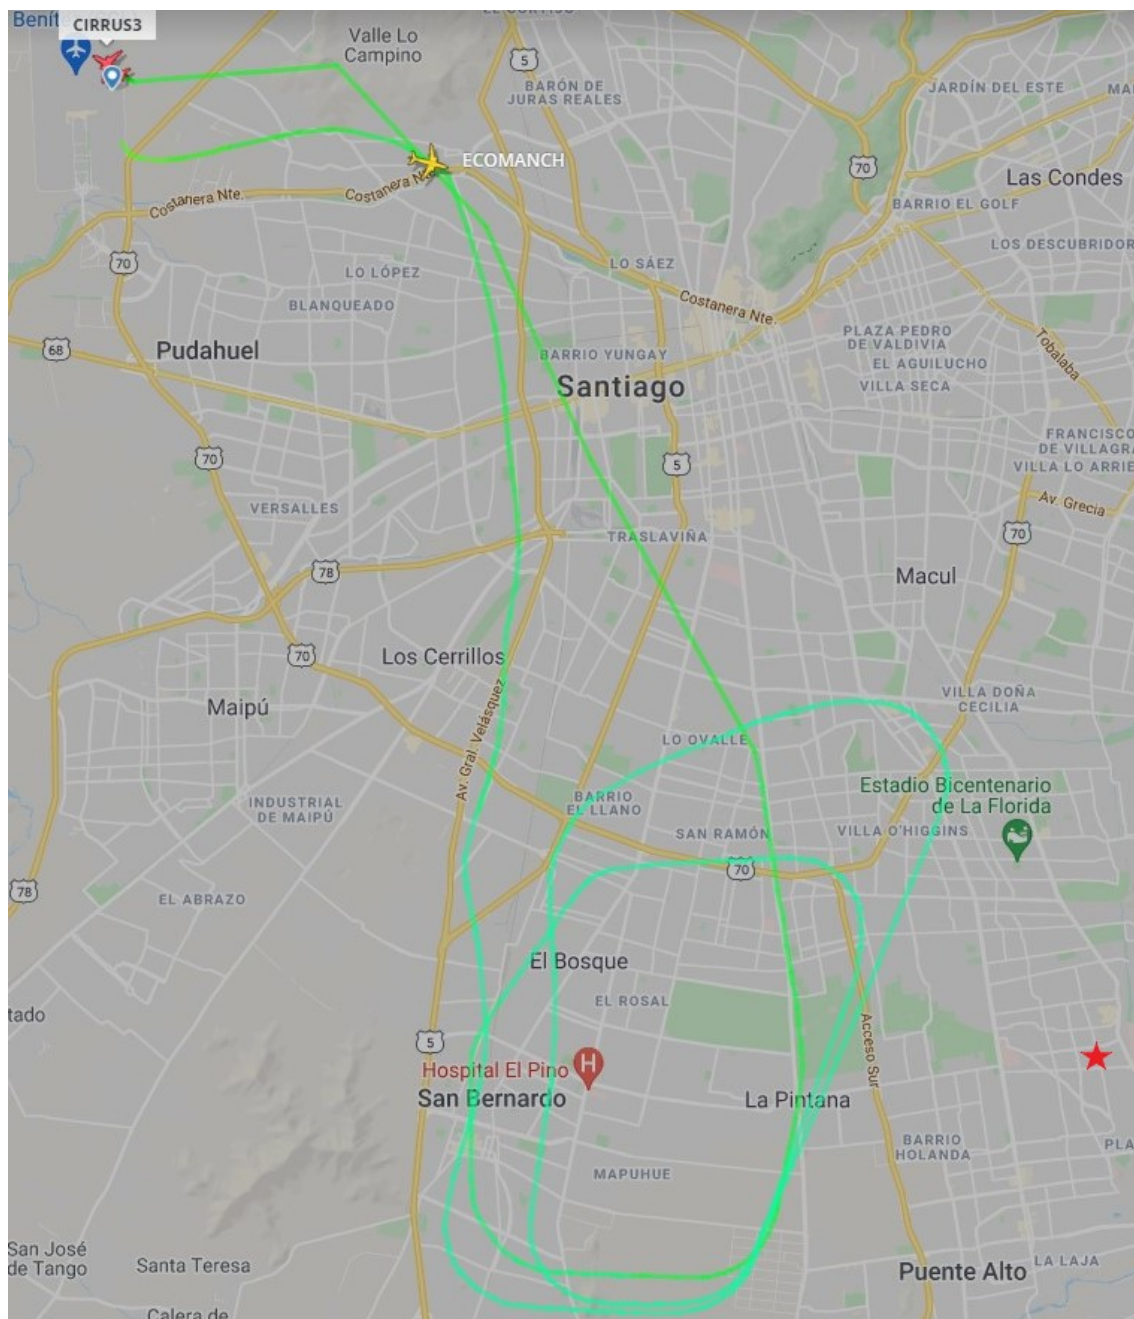 EL CORTIJO
Benít
CIRRUS3
Valle Lo
Campino
5
BARÓN DE
JURAS REALES
JARDÍN DEL ESTE
MA
ECOMANCH
70
Las Condes
Costanera Nte.
Costanera Nte.
BARRIO EL GOLF
LOS DESCUBRIDOR
70
LO LÓPEZ
LO SÁEZ
BLANQUEADO
Costanera Nte.
PLAZA PEDRO
DE VALDIVIA
Tobalaba
68
Pudahuel
BARRIO YUNGAY
EL AGUILUCHO
Santiago
VILLA SECA
FRANCISCO
DE VILLAGRA
VILLA LO ARRIE
70
5
Av. Grecia
VERSALLES
TRASLAVIÑA
70
78
Macul
70
Los Cerrillos
Maipú
VILLA DOÑA
CECILIA
Av. Gral. Velásquez
LO OVALLE
Estadio Bicentenario
de La Florida
INDUSTRIAL
DE MAIPÚ
BARRIO
EL LLANO
SAN RAMÓN
VILLA O'HIGGINS
70
78
EL ABRAZO
El Bosque
EL ROSAL
tado
Acceso Sur
5
Hospital El Pino
H
San Bernardo
La Pintana
BARRIO
HOLANDA
PLA
MAPUHUE
San José
de Tango
Santa Teresa
Puente Alto
LA LAJA
Calera de